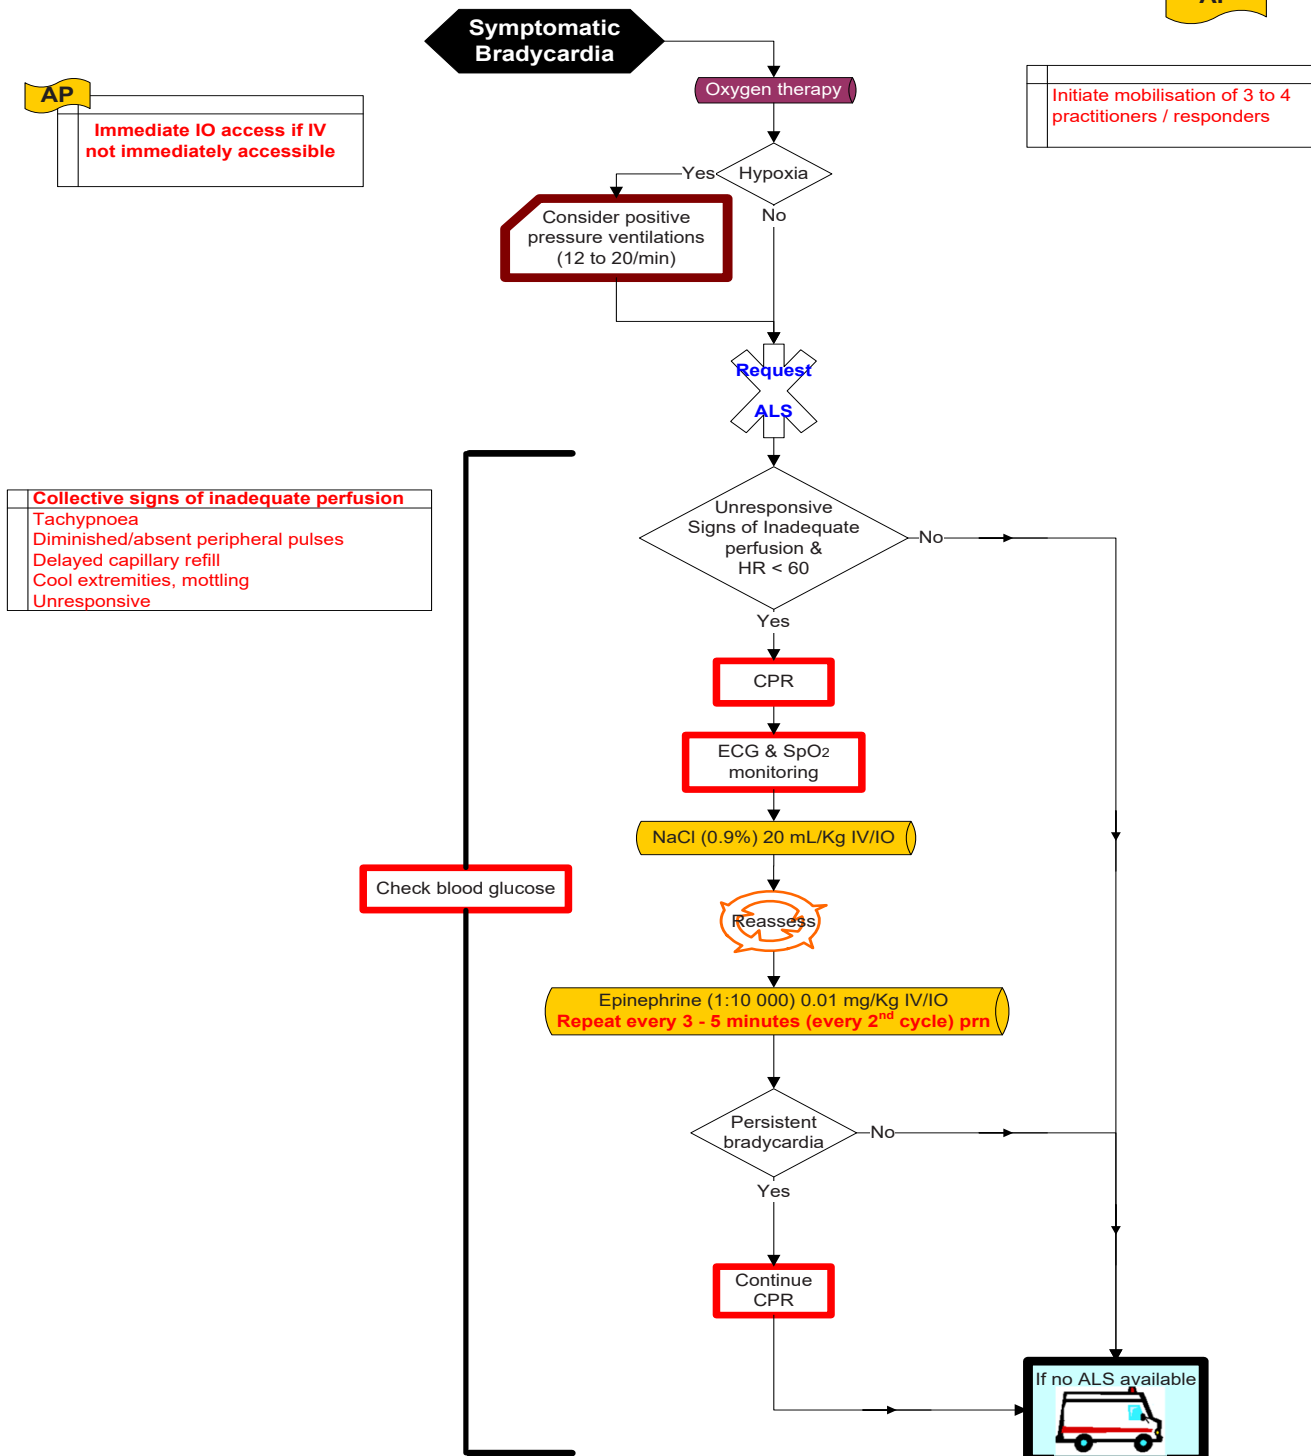 AP
Symptomatic
Bradycardia
Oxygen therapy
AP
Immediate IO access if IV
not immediately accessible
Initiate mobilisation of 3 to 4
practitioners / responders
Yes
Hypoxia
No
Consider positive
pressure ventilations
(12 to 20/min)
Request
ALS
Collective signs of inadequate perfusion
Tachypnoea
Diminished/absent peripheral pulses
Delayed capillary refill
Cool extremities, mottling
Unresponsive
Unresponsive
Signs of Inadequate
perfusion &
HR < 60
No
Yes
CPR
ECG & SpO2
monitoring
NaCl (0.9%) 20 mL/Kg IV/IO
Check blood glucose
Reassess
Epinephrine (1:10 000) 0.01 mg/Kg IV/IO
Repeat every 3 - 5 minutes (every 2nd cycle) prn
Persistent
bradycardia
No
Yes
Continue
CPR
If no ALS available